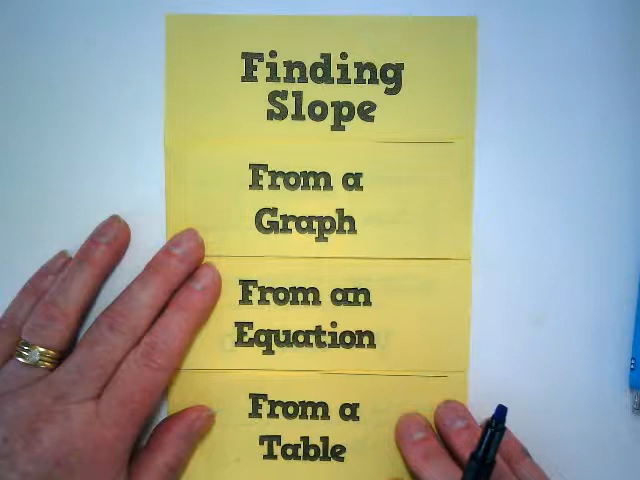 Finding
Slope
From a
Graph
From an
Equation
From a
Table